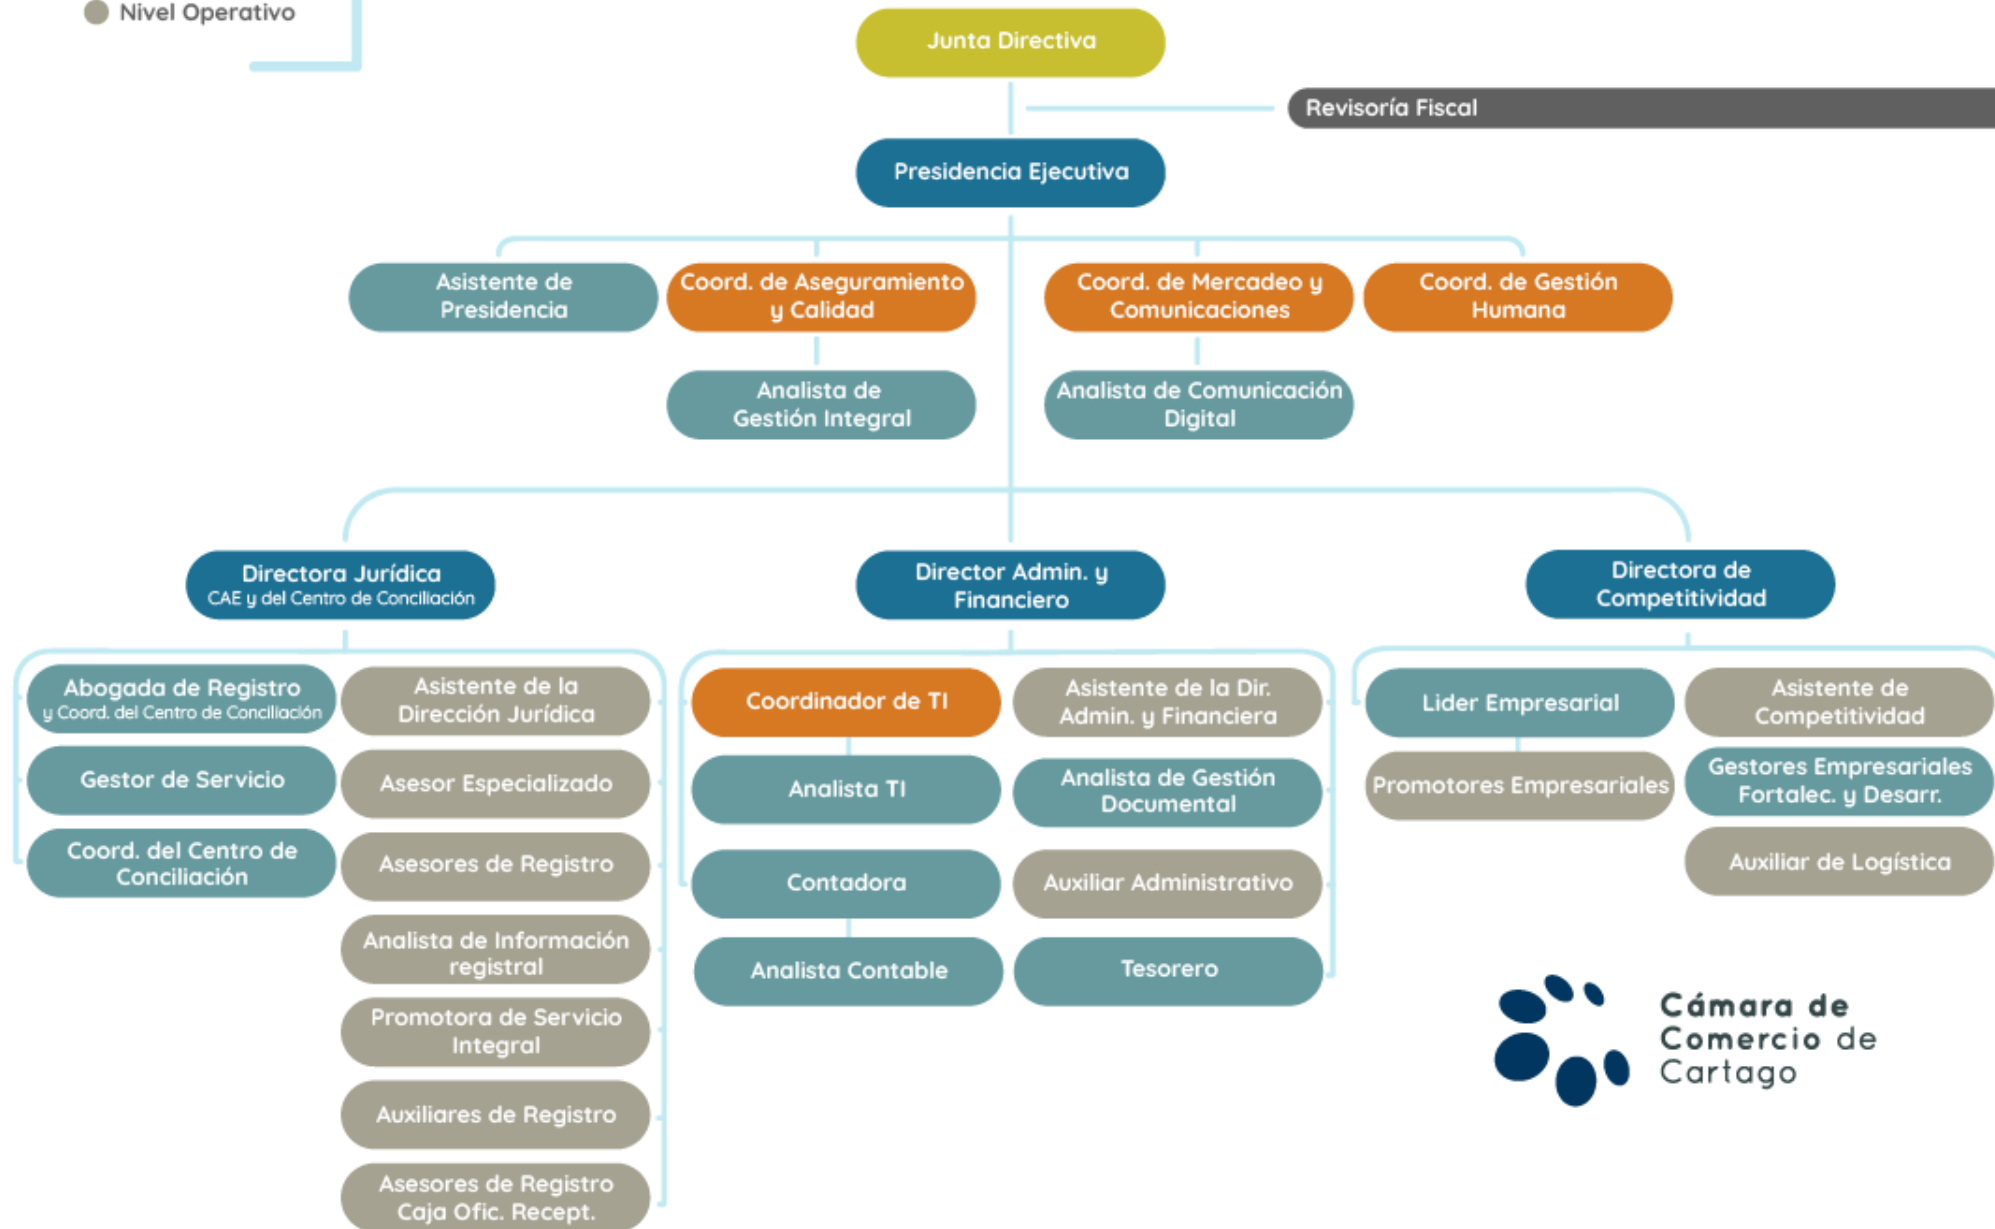 Nivel Operativo
Junta Directiva
Revisoría Fiscal
Presidencia Ejecutiva
Asistente de
Presidencia
Coord. de Aseguramiento
y Calidad
Coord. de Mercadeo y
Comunicaciones
Coord. de Gestión
Humana
Analista de
Gestión Integral
Analista de Comunicación
Digital
Directora Jurídica
CAE y del Centro de Conciliación
Director Admin. y
Financiero
Directora de
Competitividad
Abogada de Registro
y Coord. del Centro de Conciliación
Gestor de Servicio
Coord. del Centro de
Conciliación
Asistente de la
Dirección Jurídica
Asesor Especializado
Asesores de Registro
Analista de Información
registral
Promotora de Servicio
Integral
Auxiliares de Registro
Asesores de Registro
Caja Ofic. Recept.
Coordinador de TI
Analista TI
Contadora
Analista Contable
Asistente de la Dir.
Admin. y Financiera
Analista de Gestión
Documental
Auxiliar Administrativo
Tesorero
Lider Empresarial
Promotores Empresariales
Asistente de
Competitividad
Gestores Empresariales
Fortalec. y Desarr.
Auxiliar de Logística
Cámara de
Comercio de
Cartago